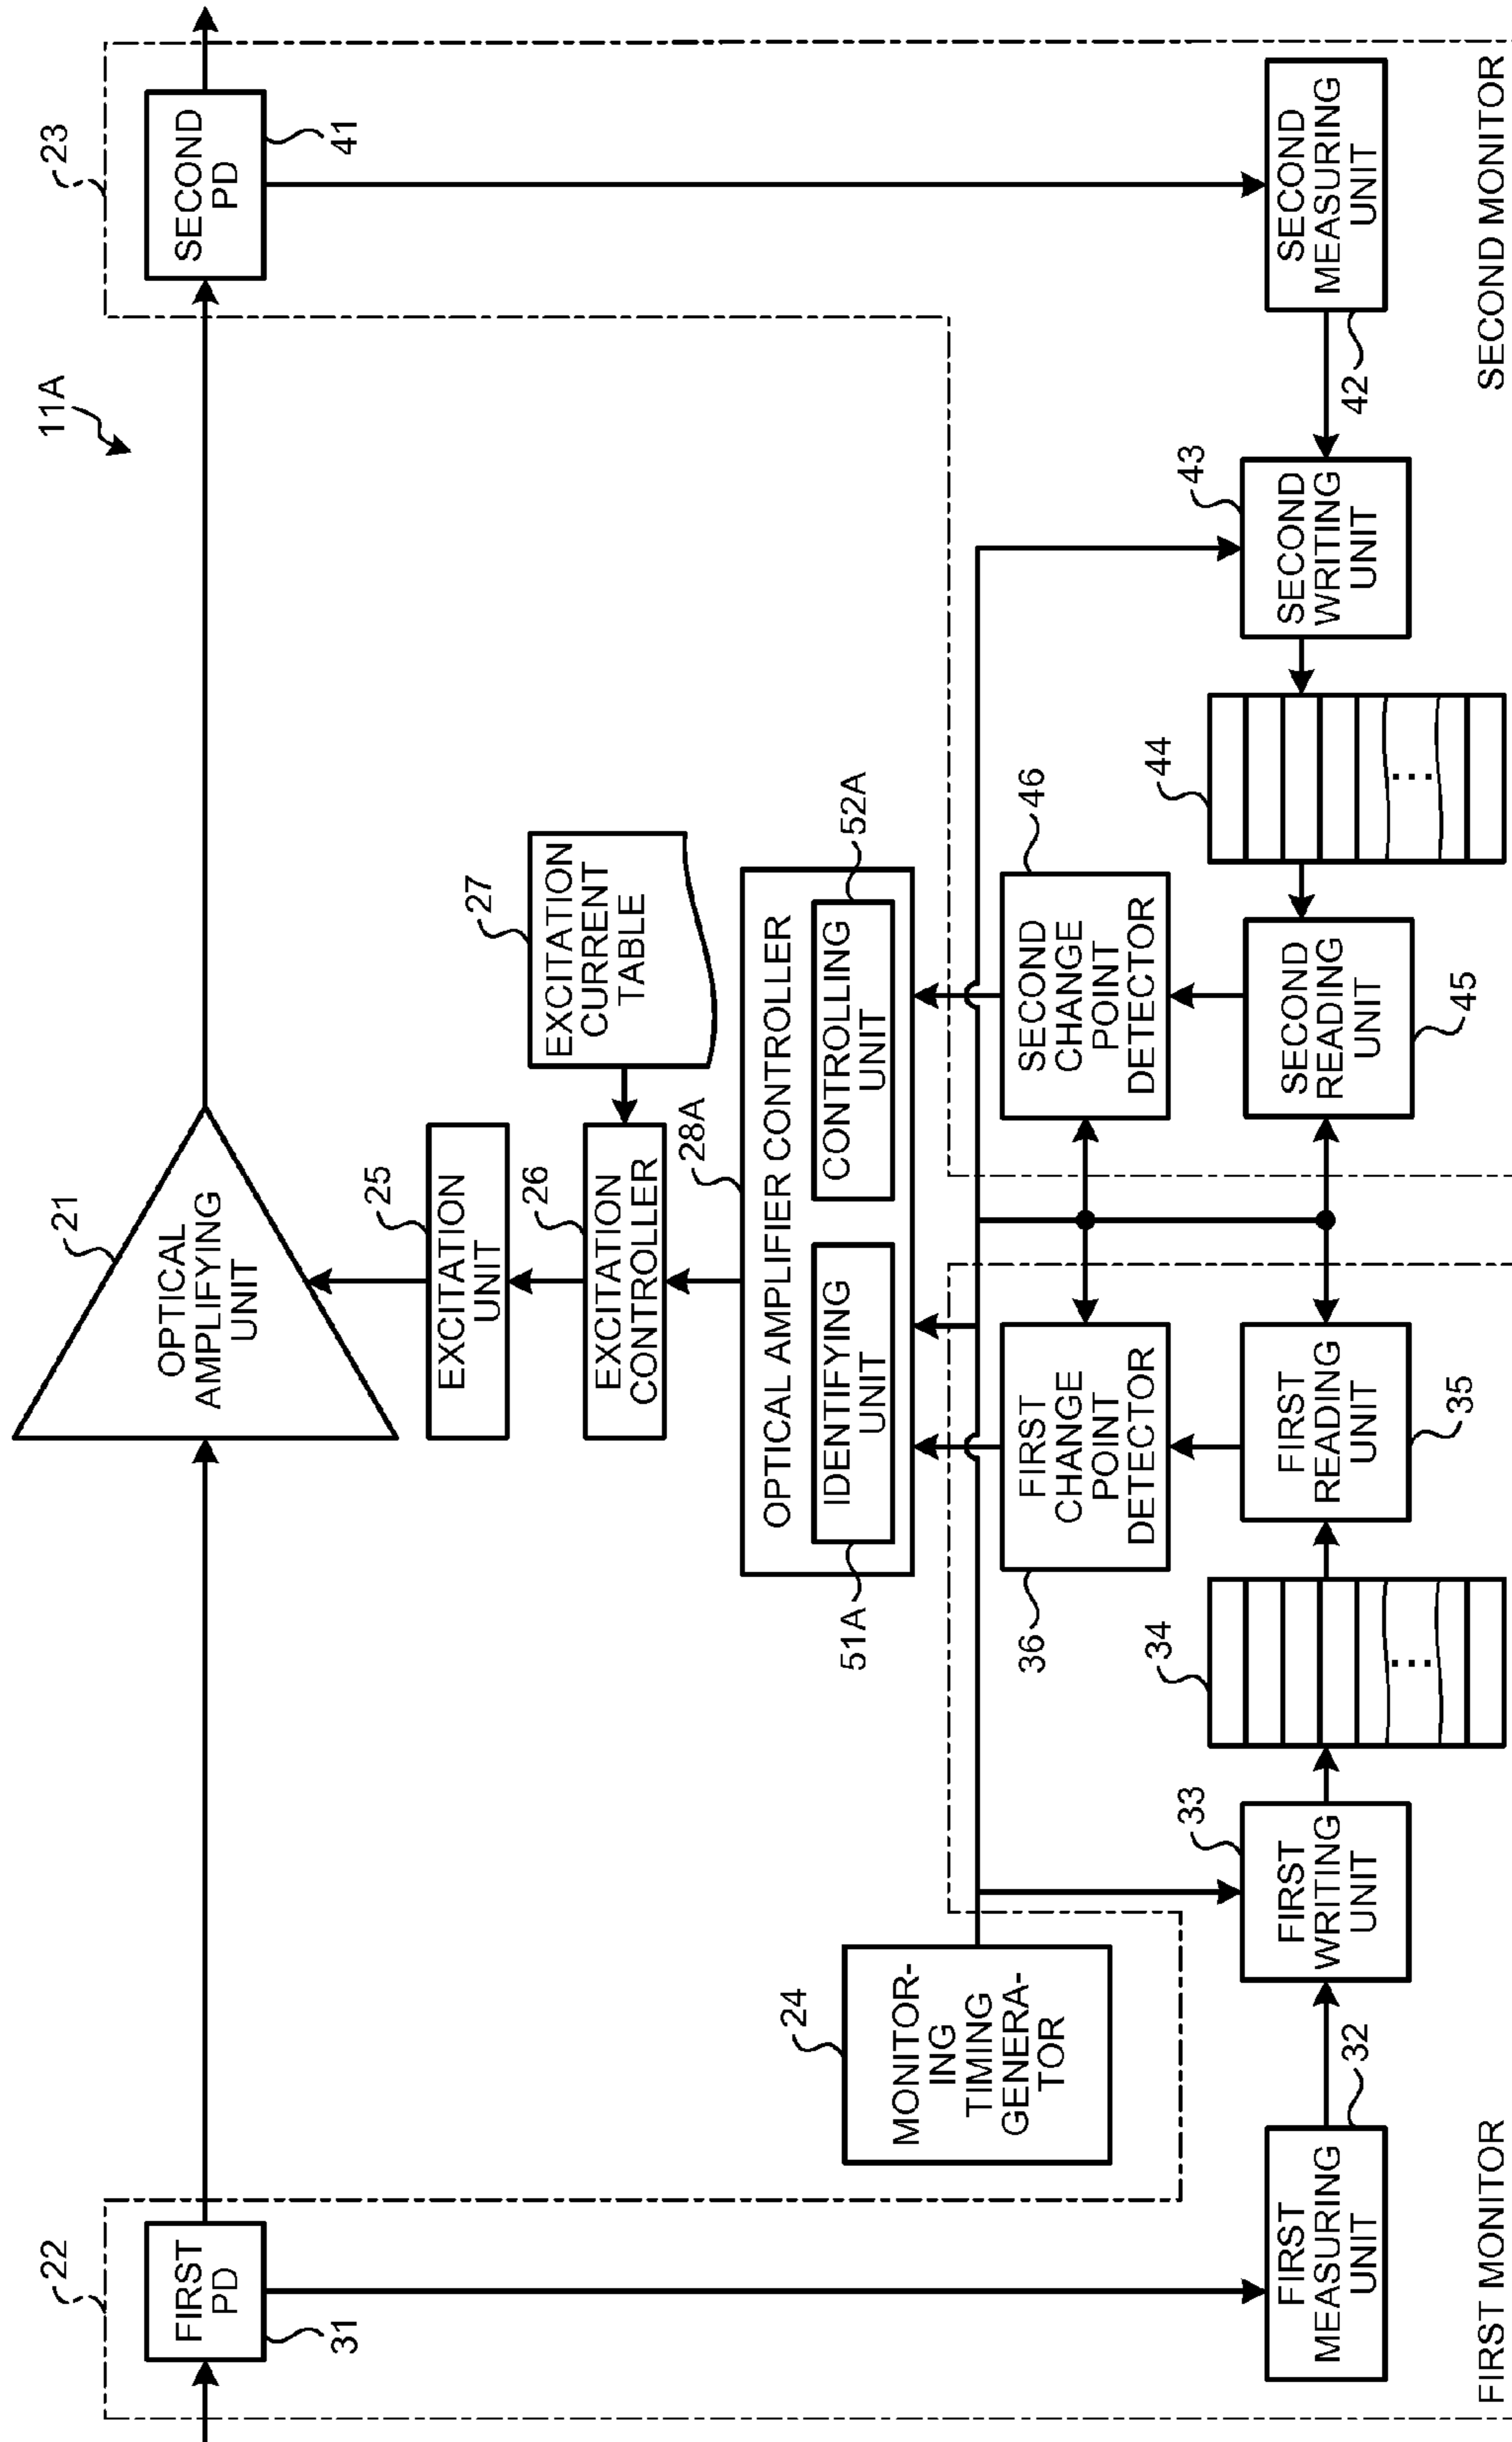 11A
22
23
FIRST
PD
31
21
OPTICAL
AMPLIFYING
UNIT
SECOND
PD
41
25
EXCITATION
UNIT
26
EXCITATION
CONTROLLER
27
EXCITATION
CURRENT
TABLE
28A
OPTICAL AMPLIFIER CONTROLLER
51A
IDENTIFYING
UNIT
CONTROLLING
UNIT
52A
24
MONITOR-
ING
TIMING
GENERA-
TOR
36
FIRST
CHANGE
POINT
DETECTOR
SECOND
CHANGE
POINT
DETECTOR
46
FIRST
MEASURING
UNIT
32
FIRST
WRITING
UNIT
33
34
...
FIRST
READING
UNIT
35
SECOND
READING
UNIT
45
44
...
SECOND
WRITING
UNIT
43
SECOND
MEASURING
UNIT
42
FIRST MONITOR
SECOND MONITOR